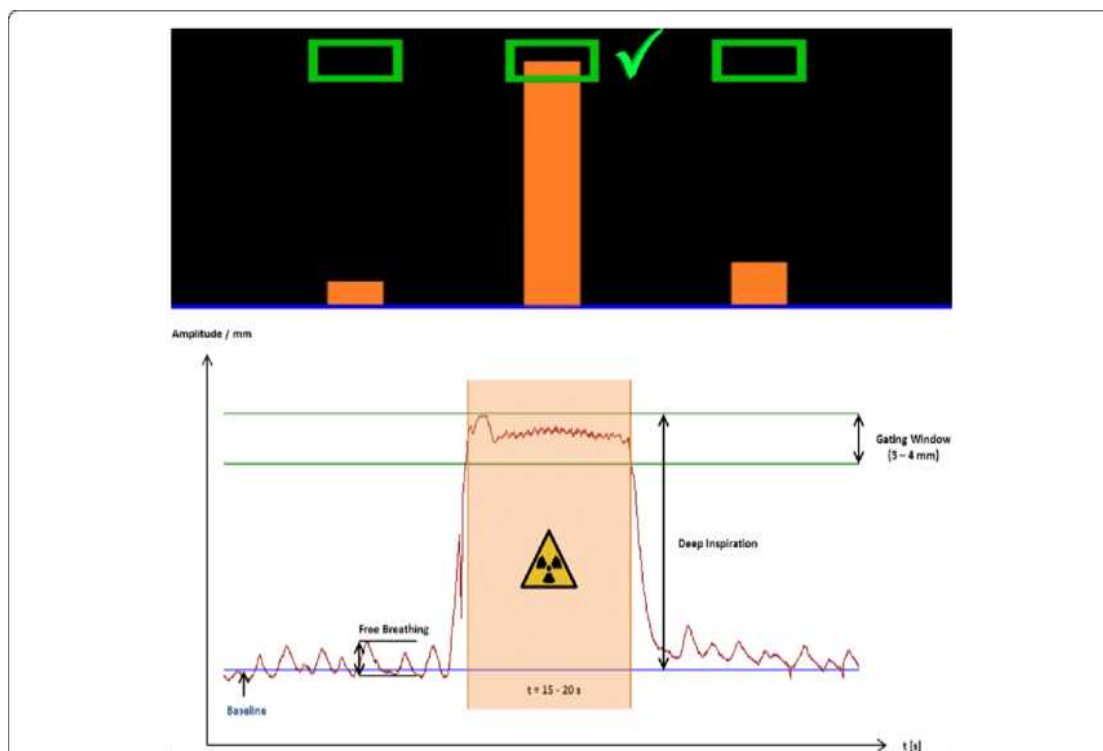 Amplitude / mm
Gating Window
(3 – 4 mm)
Deep Inspiration
Free Breathing
t = 15 - 20 s
Baseline
t [s]